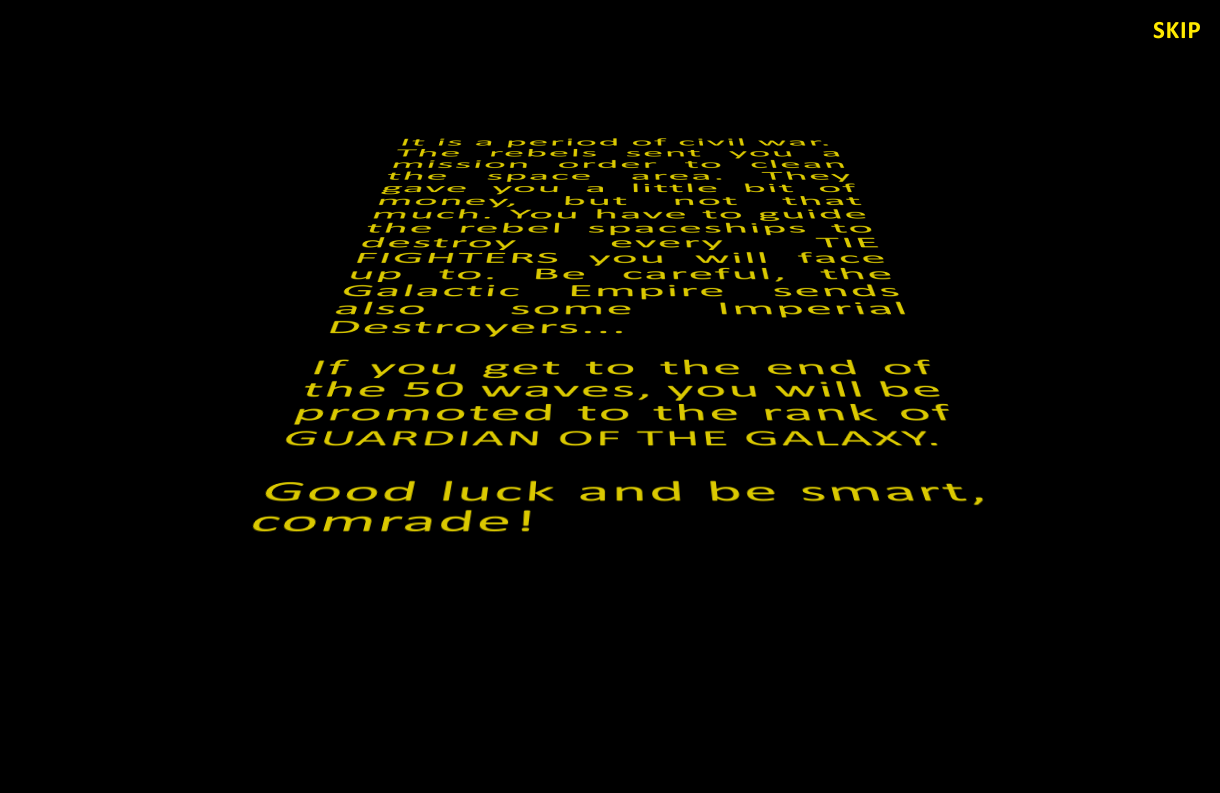 SKIP
It is a period of civil war.
The rebels sent you a
mission order to clean
the space area. They
gave you a little bit of
money, but not that
much. You have to guide
the rebel spaceships to
destroy every TIE
FIGHTERS you will face
up to. Be careful, the
Galactic Empire sends
also some Imperial
Destroyers...
If you get to the end of
the 50 waves, you will be
promoted to the rank of
GUARDIAN OF THE GALAXY.
Good luck and be smart,
comrade!